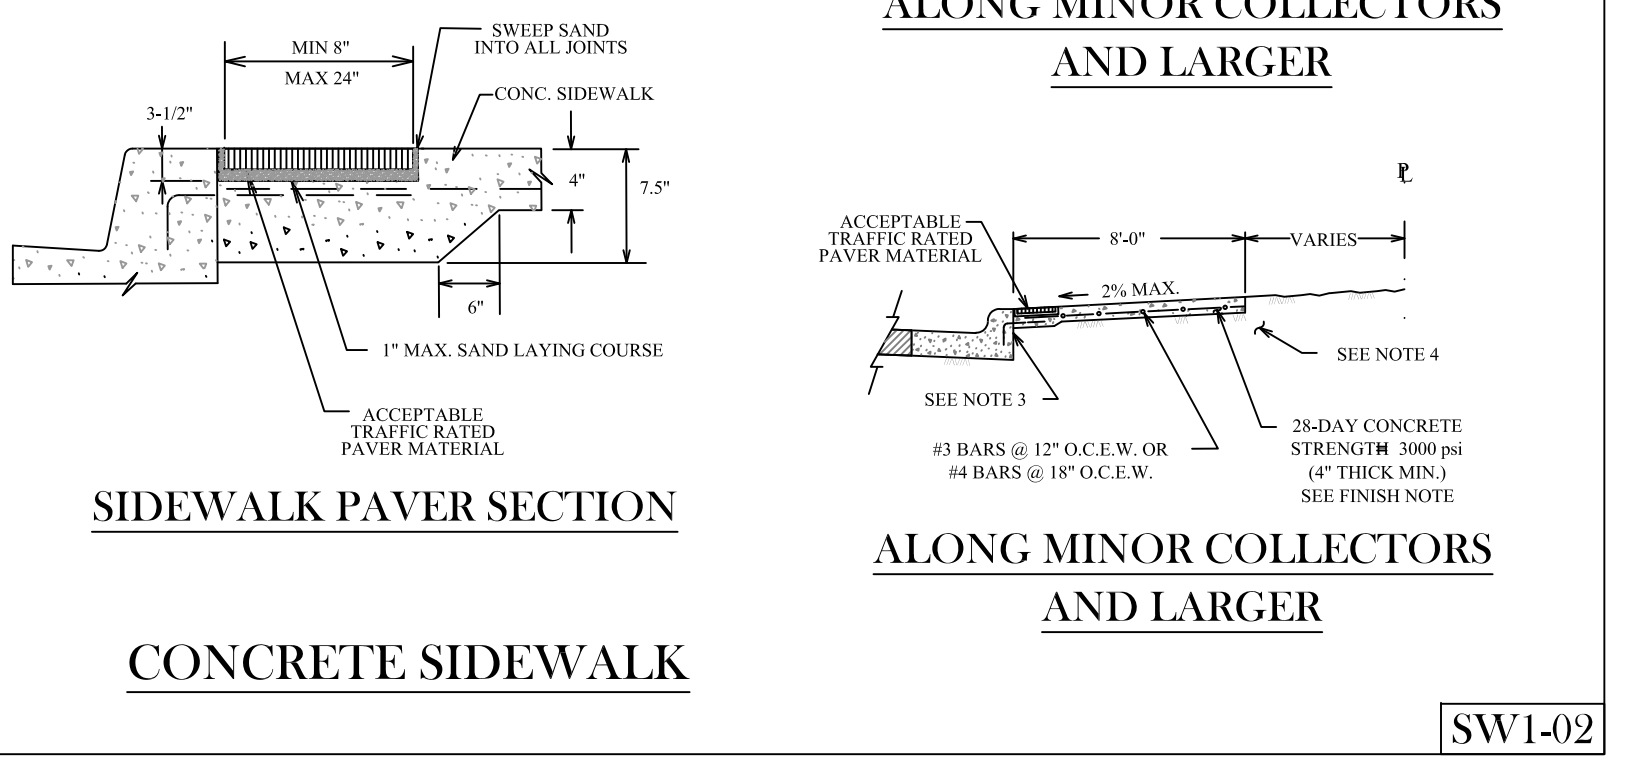 SWEEP SAND
INTO ALL JOINTS
MIN 8"
MAX 24"
CONC. SIDEWALK
3-1/2"
4"
7.5"
6"
1" MAX. SAND LAYING COURSE
ACCEPTABLE
TRAFFIC RATED
PAVER MATERIAL
SIDEWALK PAVER SECTION
CONCRETE SIDEWALK
ALONG MINOR COLLECTORS
AND LARGER
PL
ACCEPTABLE
TRAFFIC RATED
PAVER MATERIAL
8'-0"
VARIES
2% MAX.
SEE NOTE 4
SEE NOTE 3
#3 BARS @ 12" O.C.E.W. OR
#4 BARS @ 18" O.C.E.W.
28-DAY CONCRETE
STRENGTH 3000 psi
(4" THICK MIN.)
SEE FINISH NOTE
ALONG MINOR COLLECTORS
AND LARGER
SW1-02